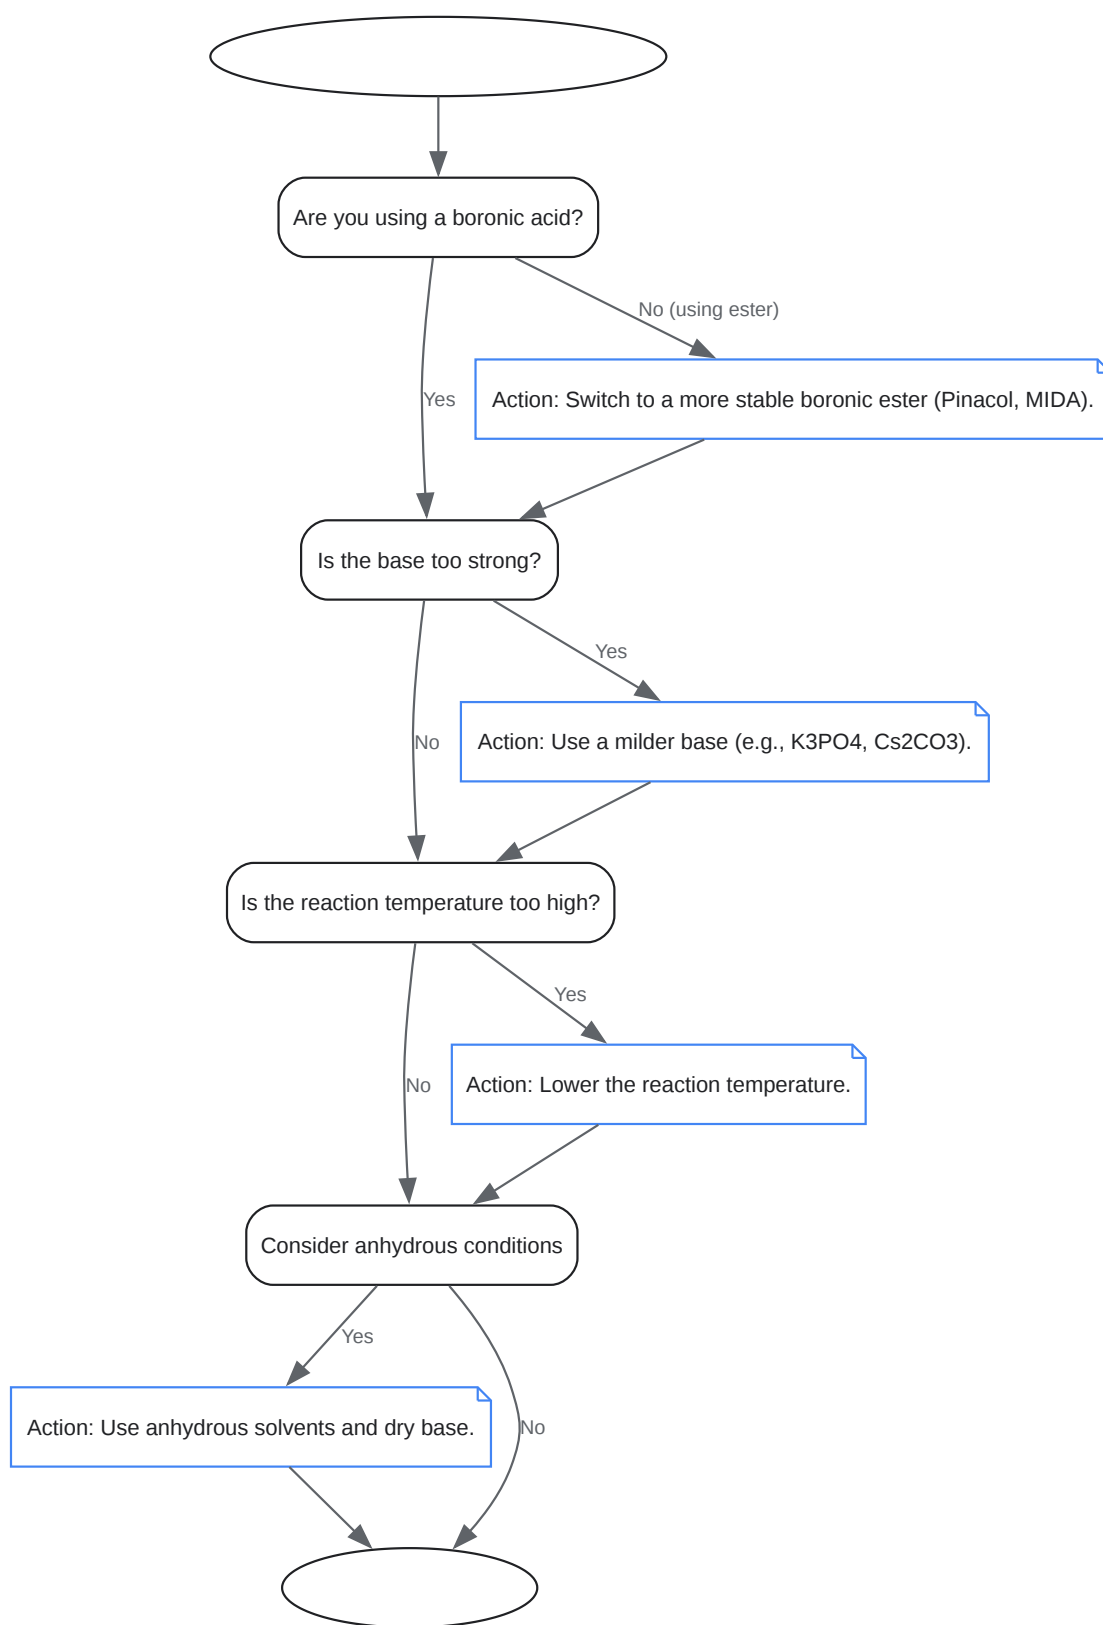 Are you using a boronic acid?
No (using ester)
Yes
Action: Switch to a more stable boronic ester (Pinacol, MIDA).
Is the base too strong?
Yes
No
Action: Use a milder base (e.g., K3PO4, Cs2CO3).
Is the reaction temperature too high?
Yes
No
Action: Lower the reaction temperature.
Consider anhydrous conditions
Yes
Action: Use anhydrous solvents and dry base.
No